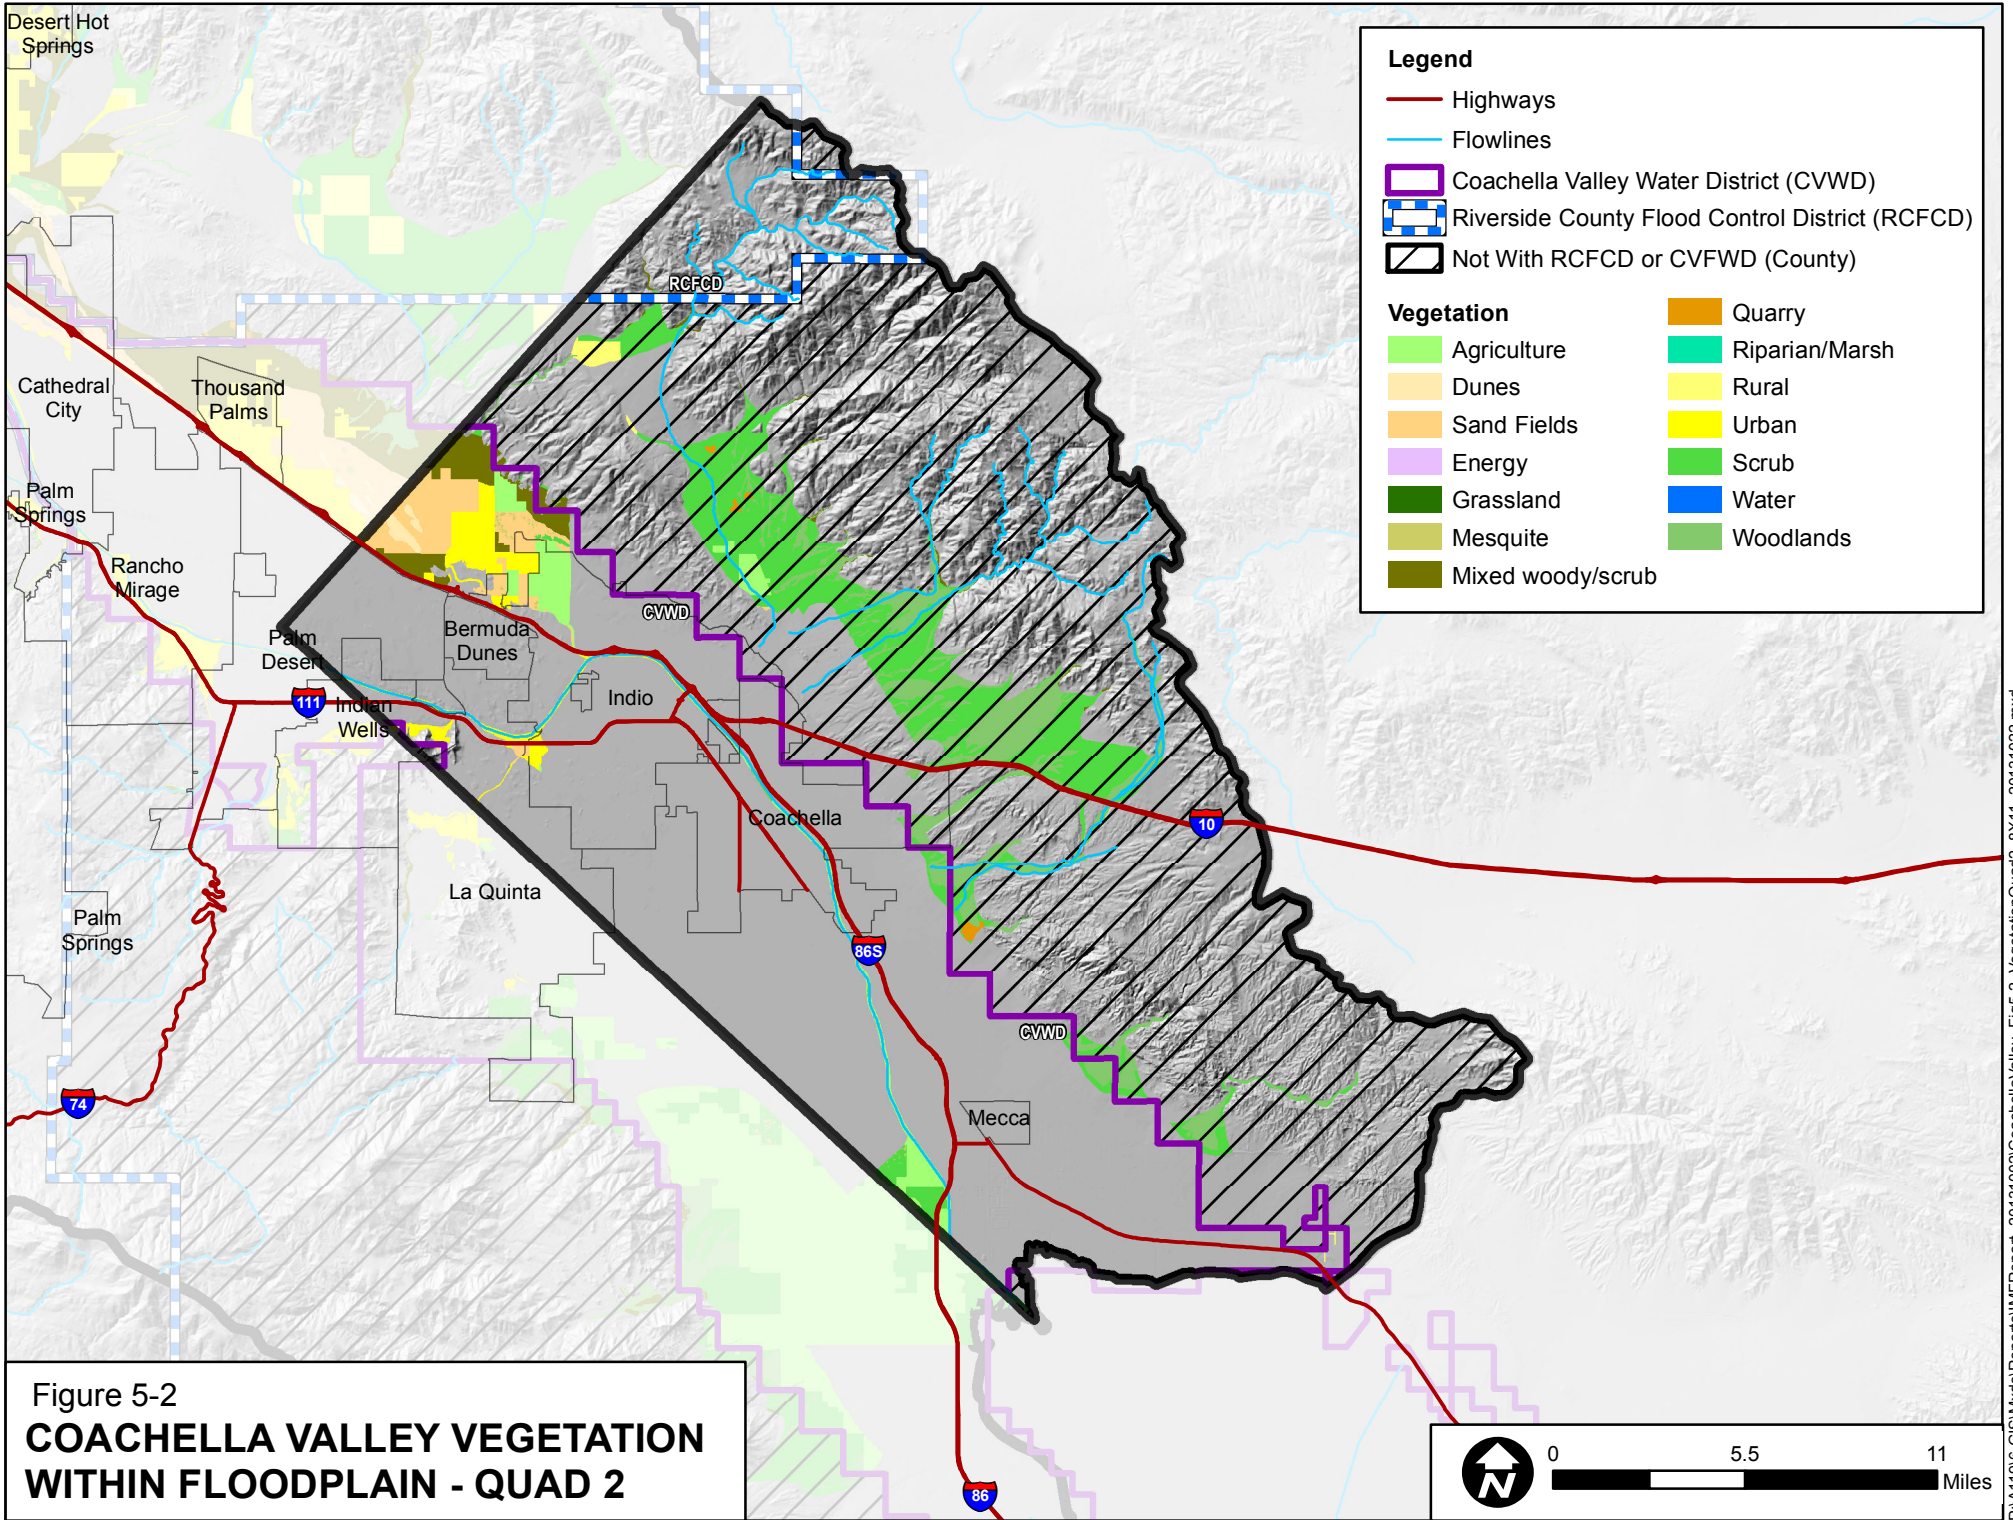 Desert Hot
Springs
Legend
Highways
Flowlines
Coachella Valley Water District (CVWD)
Riverside County Flood Control District (RCFCD)
Not With RCFCD or CVFWD (County)
Vegetation
Agriculture
Dunes
Sand Fields
Energy
Grassland
Mesquite
Mixed woody/scrub
Quarry
Riparian/Marsh
Rural
Urban
Scrub
Water
Woodlands
RCFCD
Cathedral
City
Thousand
Palms
Palm
Springs
Rancho
Mirage
CVWD
Palm
Desert
Bermuda
Dunes
111
Indian
Wells
Indio
Coachella
10
La Quinta
Palm
Springs
86S
CVWD
74
Mecca
86
Figure 5-2
COACHELLA VALLEY VEGETATION
WITHIN FLOODPLAIN - QUAD 2
N
0 5.5 11
Miles